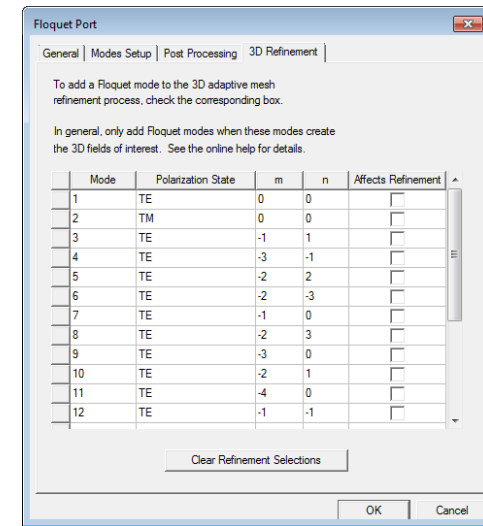 Floquet Port
General Modes Setup Post Processing 3D Refinement
To add a Floquet mode to the 3D adaptive mesh
refinement process, check the corresponding box.
In general, only add Floquet modes when these modes create
the 3D fields of interest. See the online help for details.
Mode Polarization State m n Affects Refinement
1 TE 0 0
2 TM 0 0
3 TE -1 1
4 TE -3 -1
5 TE -2 2
6 TE -2 -3
7 TE -1 0
8 TE -2 3
9 TE -3 0
10 TE -2 1
11 TE -4 0
12 TE -1 -1
Clear Refinement Selections
OK Cancel